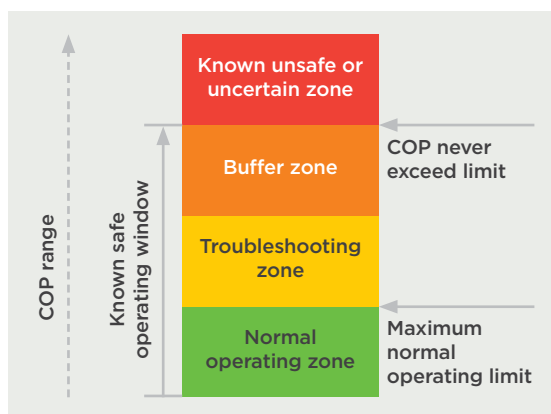 Known unsafe or
uncertain zone
COP never
exceed limit
Buffer zone
COP range
Known safe
operating window
Troubleshooting
zone
Maximum
normal
operating limit
Normal
operating zone